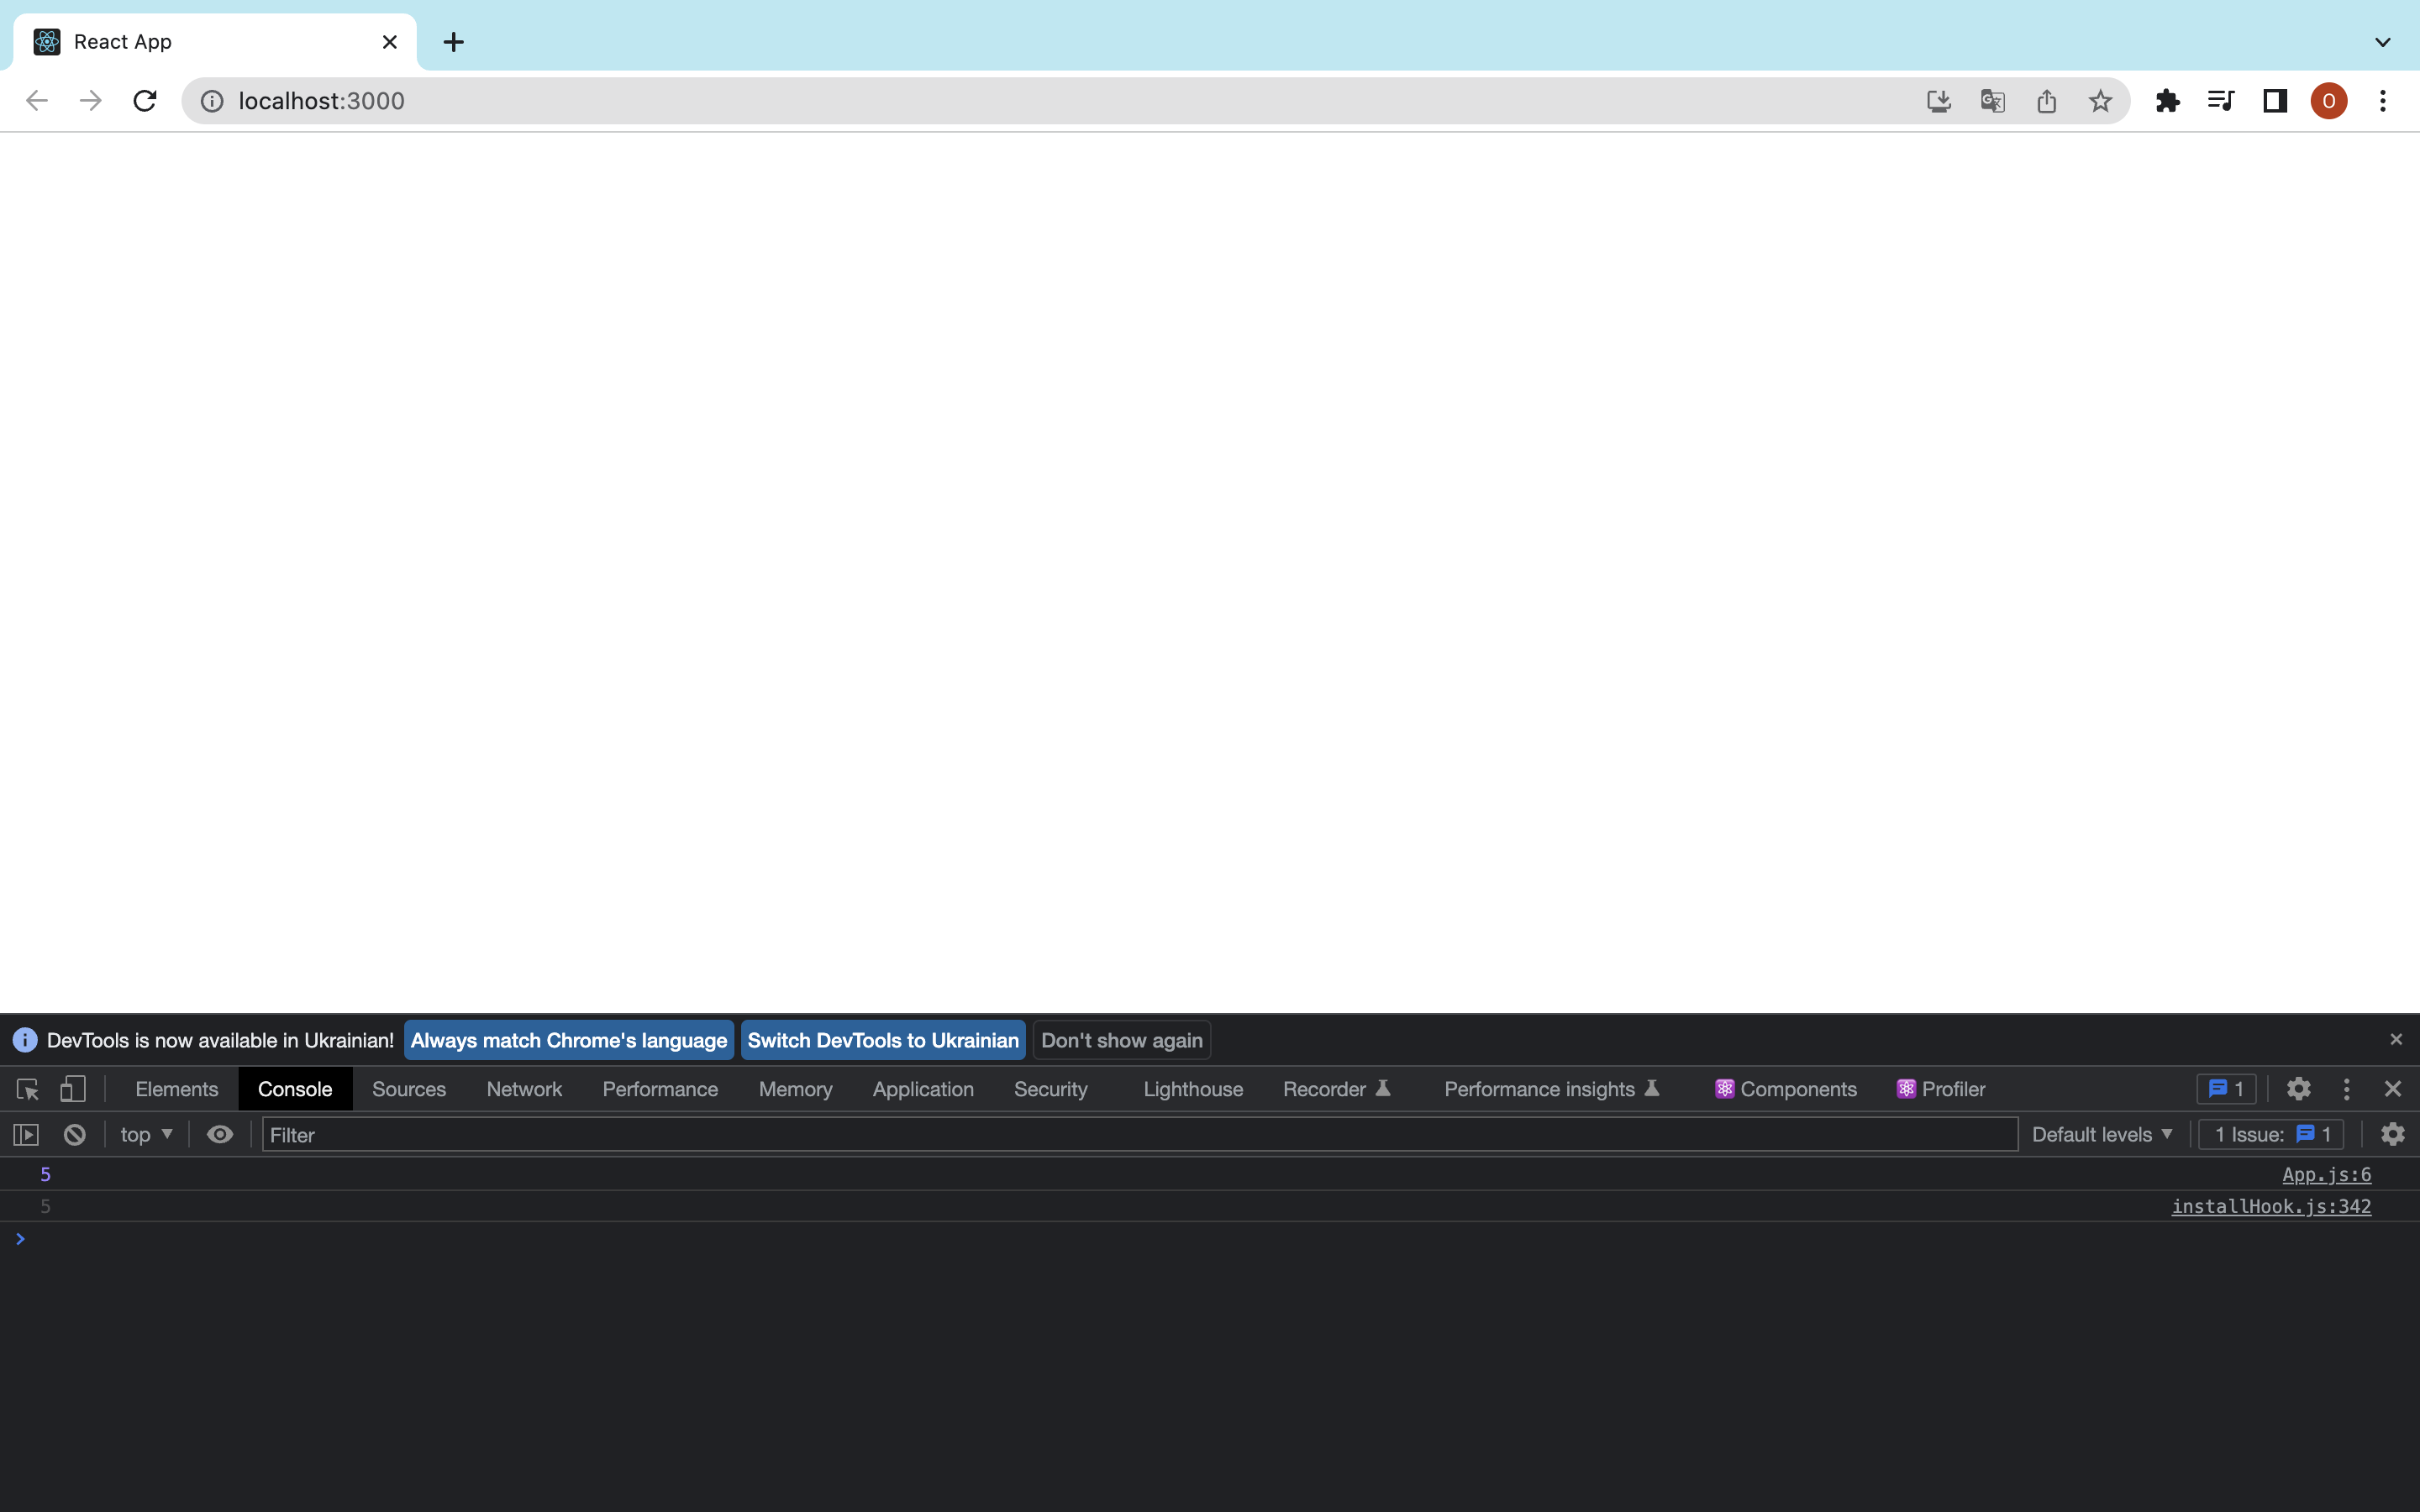 React App
localhost:3000
O
DevTools is now available in Ukrainian! Always match Chrome's language Switch DevTools to Ukrainian Don't show again
Elements Console Sources Network Performance Memory Application Security Lighthouse Recorder Performance insights Components Profiler 1
top Filter Default levels 1 Issue: 1
5 App.js:6
5 installHook.js:342